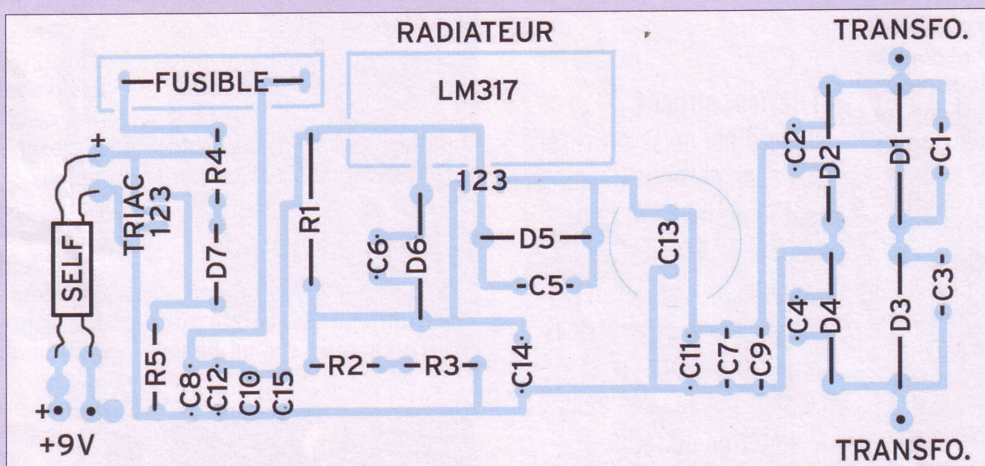 RADIATEUR
TRANSFO.
FUSIBLE
LM317
+
R4
TRIAC
123
R1
123
C2
D2
D1
C1
SELF
D7
C6
D6
D5
C13
C5
C4
D4
D3
C3
R5
C8
C12
C10
C15
R2
R3
C14
C11
C7
C9
+
+9V
TRANSFO.